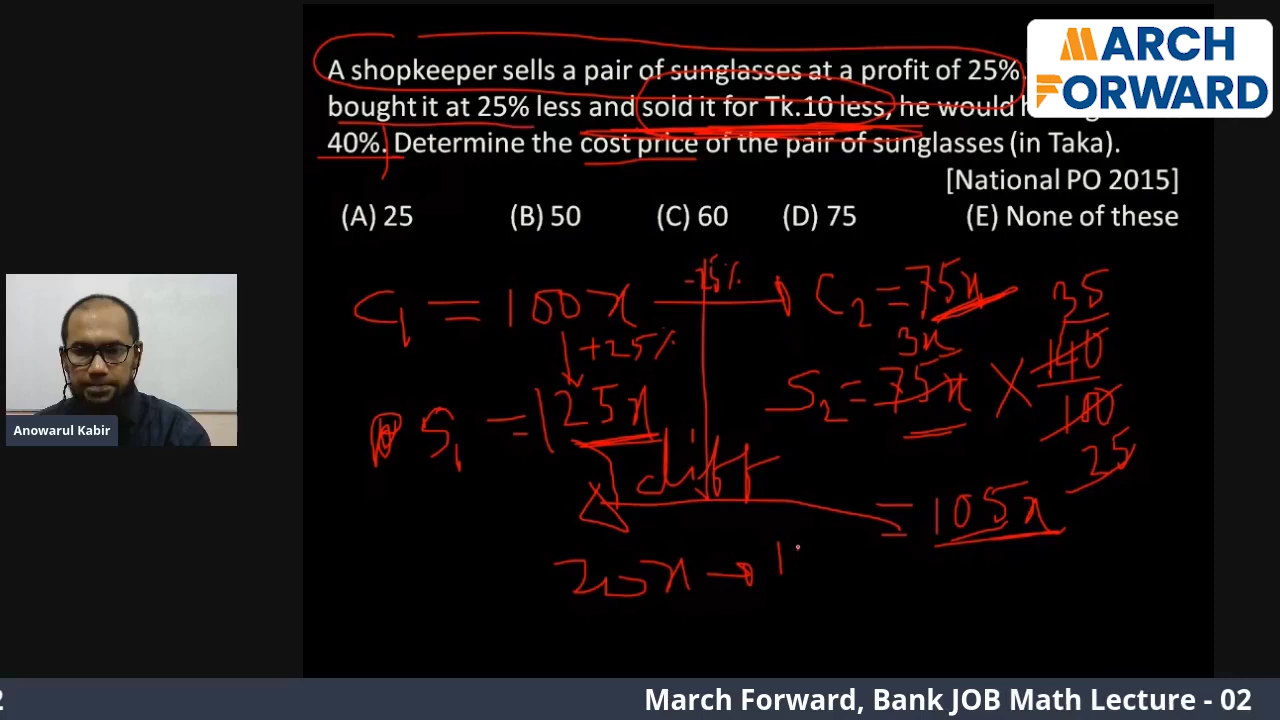 MARCH
FORWARD
A shopkeeper sells a pair of sunglasses at a profit of 25%
bought it at 25% less and sold it for Tk.10 less, he would
40%. Determine the cost price of the pair of sunglasses (in Taka).
[National PO 2015]
(A) 25 (B) 50 (C) 60 (D) 75 (E) None of these
C1 = 100x -25% C2 = 75x
+25%
S1 = 125x
3x 35
S2 = 75x × 140/100
25
diff
= 105x
20x → 1
Anowarul Kabir
2
March Forward, Bank JOB Math Lecture - 02